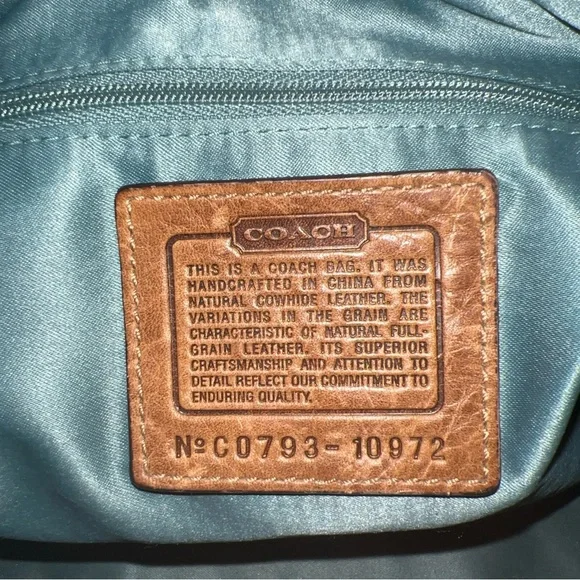 COACH
THIS IS A COACH BAG. IT WAS
HANDCRAFTED IN CHINA FROM
NATURAL COWHIDE LEATHER. THE
VARIATIONS IN THE GRAIN ARE
CHARACTERISTIC OF NATURAL FULL-
GRAIN LEATHER. ITS SUPERIOR
CRAFTSMANSHIP AND ATTENTION TO
DETAIL REFLECT OUR COMMITMENT TO
ENDURING QUALITY.
Nº C0793-10972